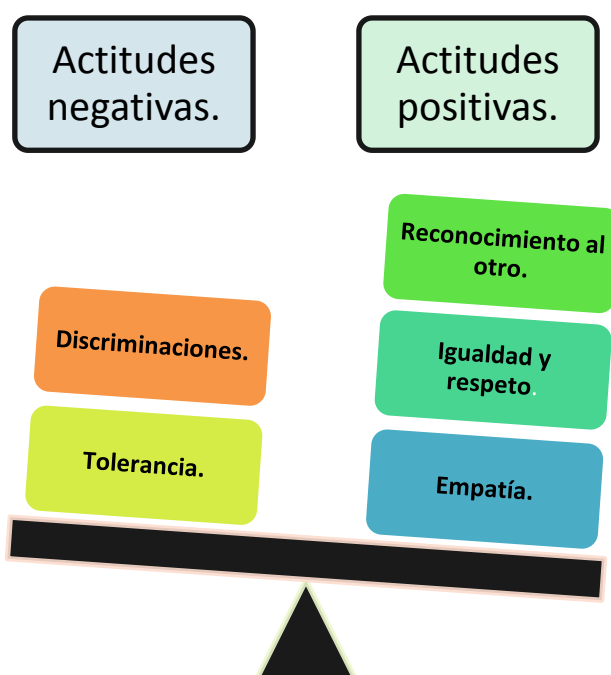 Actitudes
negativas.
Actitudes
positivas.
Reconocimiento al
otro.
Discriminaciones.
Igualdad y
respeto.
Tolerancia.
Empatía.